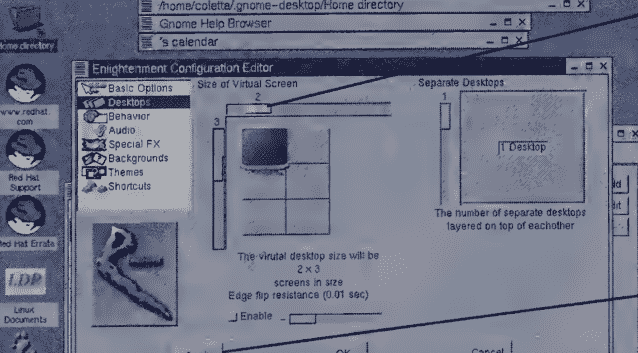 /home/coletta/.gnome-desktop/Home directory
Gnome Help Browser
's calendar
Home directory
Enlightenment Configuration Editor
Basic Options
Desktops
Behavior
Audio
Special FX
Backgrounds
Themes
Shortcuts
Size of Virtual Screen
2
3
The virutal desktop size will be
2 x 3
screens in size
Edge flip resistance (0.01 sec)
Enable
Separate Desktops
1
1 Desktop
The number of separate desktops
layered on top of eachother
www.redhat.
com
Red Hat
Support
Red Hat Errata
LDP
Linux
Documents
OK
Cancel